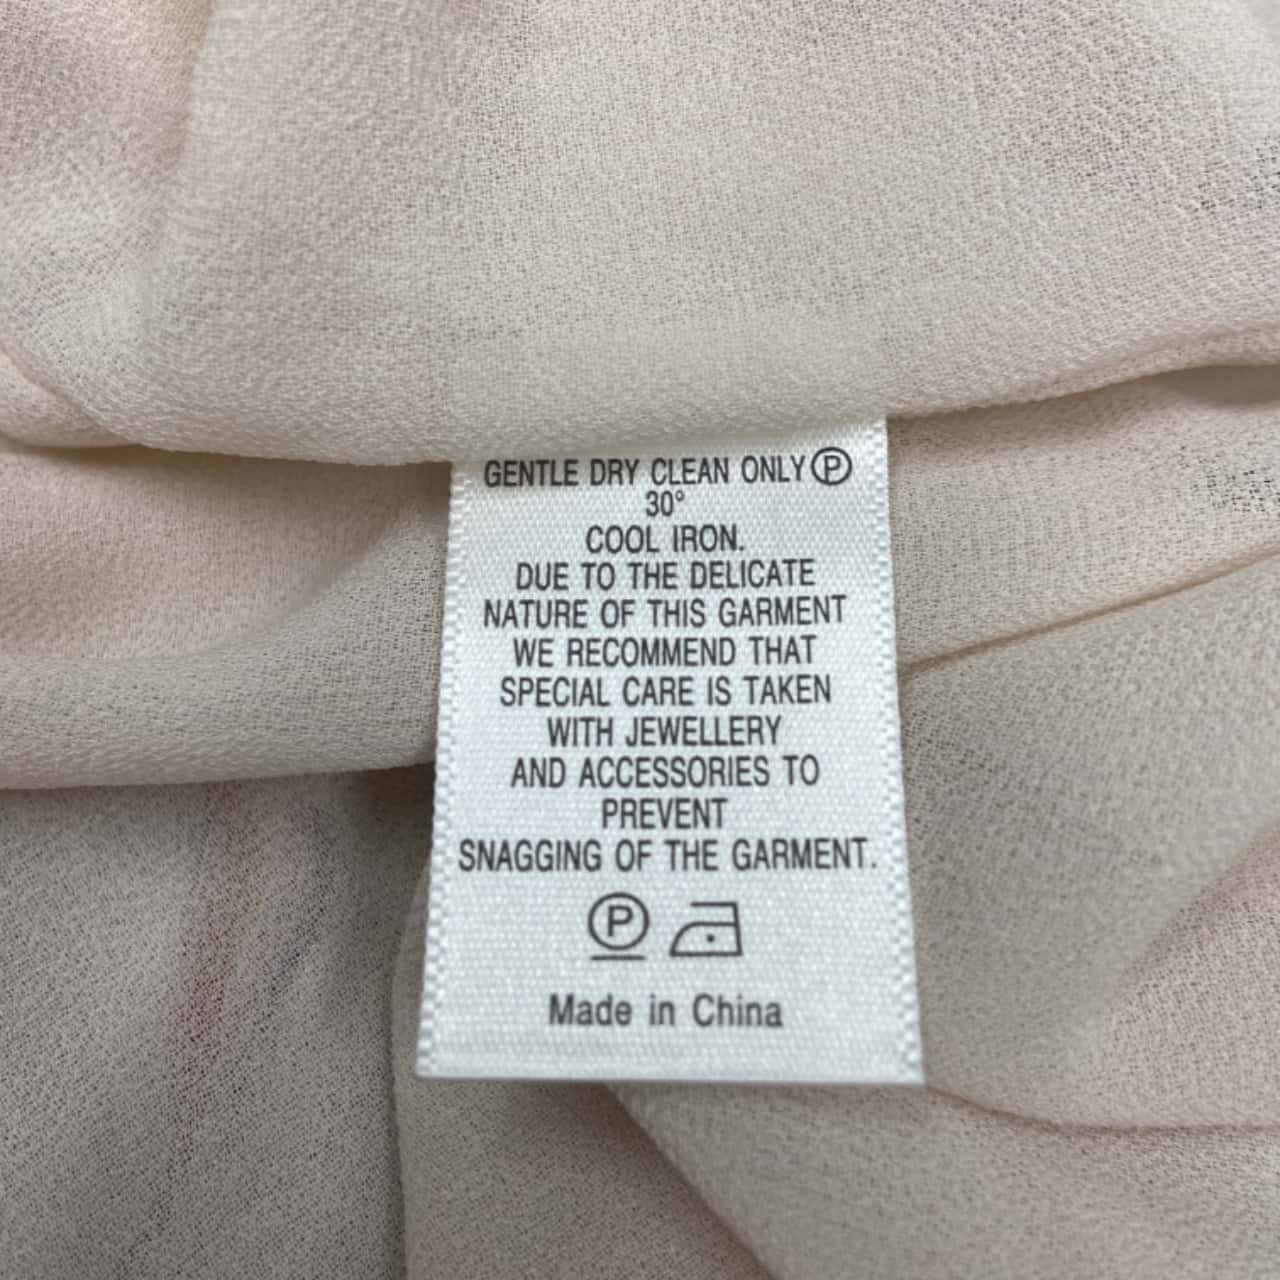 GENTLE DRY CLEAN ONLY Ⓟ
30°
COOL IRON.
DUE TO THE DELICATE
NATURE OF THIS GARMENT
WE RECOMMEND THAT
SPECIAL CARE IS TAKEN
WITH JEWELLERY
AND ACCESSORIES TO
PREVENT
SNAGGING OF THE GARMENT.
P
Made in China